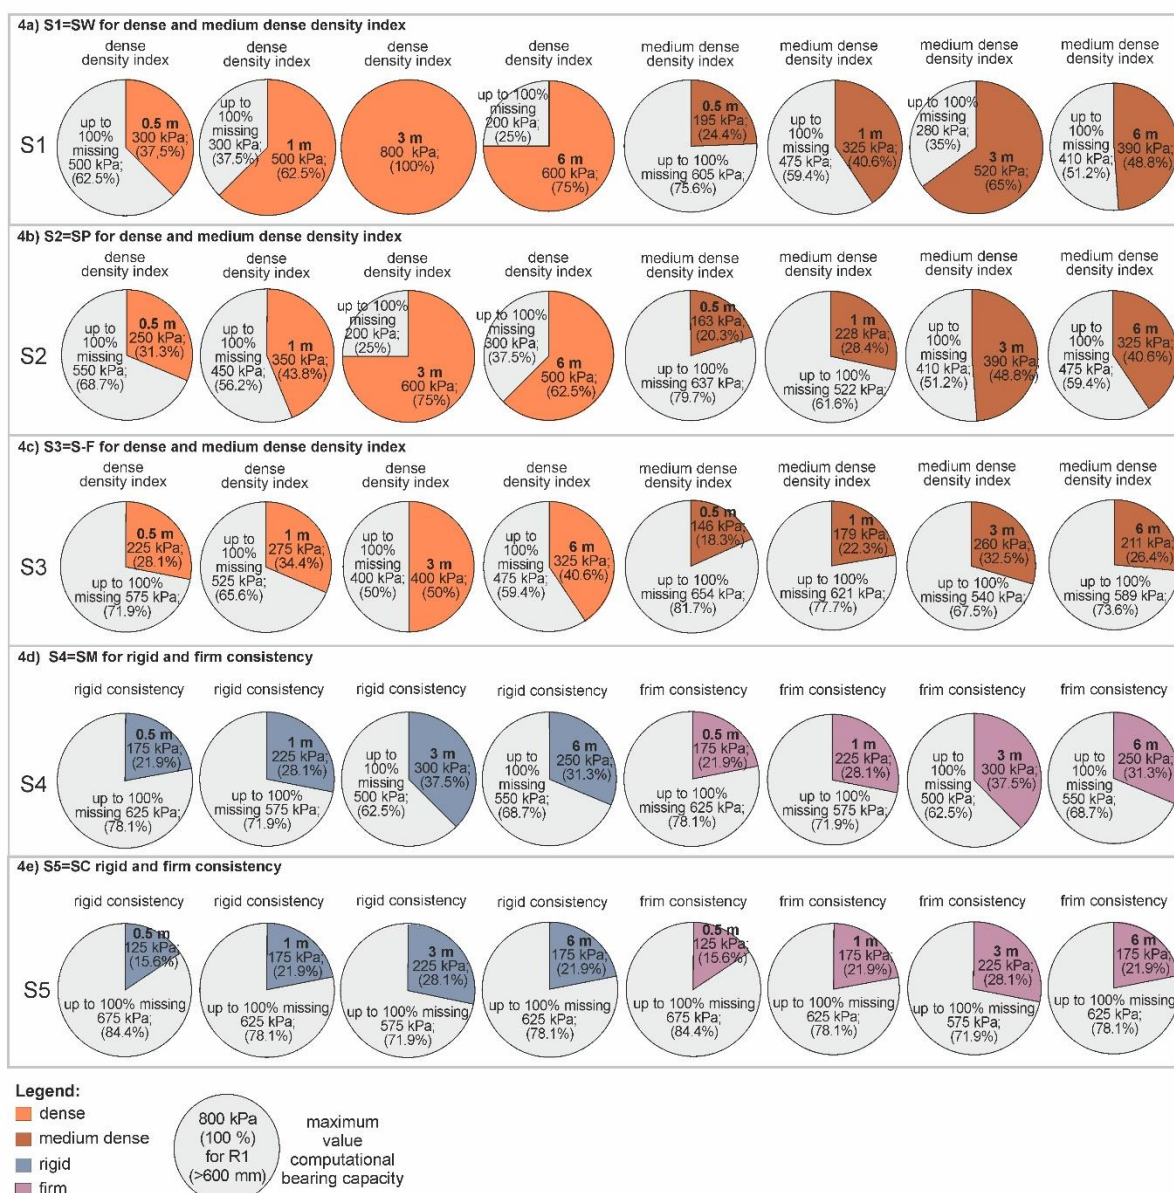 4a) S1=SW for dense and medium dense density index
dense
density index
dense
density index
dense
density index
dense
density index
medium dense
density index
medium dense
density index
medium dense
density index
medium dense
density index
S1
0.5 m
300 kPa;
(37,5%)
up to
100%
missing
500 kPa;
(62.5%)
up to
100%
missing
300 kPa;
(37.5%)
1 m
500 kPa;
(62.5%)
3 m
800 kPa;
(100%)
up to 100%
missing
200 kPa;
(25%)
6 m
600 kPa;
(75%)
0.5 m
195 kPa;
(24.4%)
up to 100%
missing 605 kPa;
(75.6%)
up to
100%
missing
475 kPa;
(59.4%)
1 m
325 kPa;
(40.6%)
up to 100%
missing
280 kPa;
(35%)
3 m
520 kPa;
(65%)
up to
100%
missing
410 kPa;
(51.2%)
6 m
390 kPa;
(48.8%)
4b) S2=SP for dense and medium dense density index
dense
density index
dense
density index
dense
density index
dense
density index
medium dense
density index
medium dense
density index
medium dense
density index
medium dense
density index
S2
0.5 m
250 kPa;
(31.3%)
up to
100%
missing
550 kPa;
(68.7%)
up to
100%
missing
450 kPa;
(56.2%)
1 m
350 kPa;
(43.8%)
up to 100%
missing
200 kPa;
(25%)
3 m
600 kPa;
(75%)
up to 100%
missing
300 kPa;
(37.5%)
6 m
500 kPa;
(62.5%)
0.5 m
163 kPa;
(20.3%)
up to 100%
missing 637 kPa;
(79.7%)
1 m
228 kPa;
(28.4%)
up to 100%
missing 522 kPa;
(61.6%)
up to
100%
missing
410 kPa;
(51.2%)
3 m
390 kPa;
(48.8%)
up to
100%
missing
475 kPa;
(59.4%)
6 m
325 kPa;
(40.6%)
4c) S3=S-F for dense and medium dense density index
dense
density index
dense
density index
dense
density index
dense
density index
medium dense
density index
medium dense
density index
medium dense
density index
medium dense
density index
S3
0.5 m
225 kPa;
(28.1%)
up to 100%
missing 575 kPa;
(71.9%)
up to
100%
missing
525 kPa;
(65.6%)
1 m
275 kPa;
(34.4%)
up to
100%
missing
400 kPa;
(50%)
3 m
400 kPa;
(50%)
up to
100%
missing
475 kPa;
(59.4%)
6 m
325 kPa;
(40.6%)
0.5 m
146 kPa;
(18.3%)
up to 100%
missing 654 kPa;
(81.7%)
1 m
179 kPa;
(22.3%)
up to 100%
missing 621 kPa;
(77.7%)
3 m
260 kPa;
(32.5%)
up to 100%
missing 540 kPa;
(67.5%)
6 m
211 kPa;
(26.4%)
up to 100%
missing 589 kPa;
(73.6%)
4d) S4=SM for rigid and firm consistency
rigid consistency
rigid consistency
rigid consistency
rigid consistency
frim consistency
frim consistency
frim consistency
frim consistency
S4
0.5 m
175 kPa;
(21.9%)
up to 100%
missing 625 kPa;
(78.1%)
1 m
225 kPa;
(28.1%)
up to 100%
missing 575 kPa;
(71.9%)
up to
100%
missing
500 kPa;
(62.5%)
3 m
300 kPa;
(37.5%)
up to
100%
missing
550 kPa;
(68.7%)
6 m
250 kPa;
(31.3%)
0.5 m
175 kPa;
(21.9%)
up to 100%
missing 625 kPa;
(78.1%)
1 m
225 kPa;
(28.1%)
up to 100%
missing 575 kPa;
(71.9%)
up to
100%
missing
500 kPa;
(62.5%)
3 m
300 kPa;
(37.5%)
up to
100%
missing
550 kPa;
(68.7%)
6 m
250 kPa;
(31.3%)
4e) S5=SC rigid and firm consistency
rigid consistency
rigid consistency
rigid consistency
rigid consistency
frim consistency
frim consistency
frim consistency
frim consistency
S5
0.5 m
125 kPa;
(15.6%)
up to 100% missing
675 kPa;
(84.4%)
1 m
175 kPa;
(21.9%)
up to 100% missing
625 kPa;
(78.1%)
3 m
225 kPa;
(28.1%)
up to 100% missing
575 kPa;
(71.9%)
6 m
175 kPa;
(21.9%)
up to 100% missing
625 kPa;
(78.1%)
0.5 m
125 kPa;
(15.6%)
up to 100% missing
675 kPa;
(84.4%)
1 m
175 kPa;
(21.9%)
up to 100% missing
625 kPa;
(78.1%)
3 m
225 kPa;
(28.1%)
up to 100% missing
575 kPa;
(71.9%)
6 m
175 kPa;
(21.9%)
up to 100% missing
625 kPa;
(78.1%)
Legend:
dense
medium dense
rigid
firm
800 kPa
(100 %)
for R1
(>600 mm)
maximum
value
computational
bearing capacity